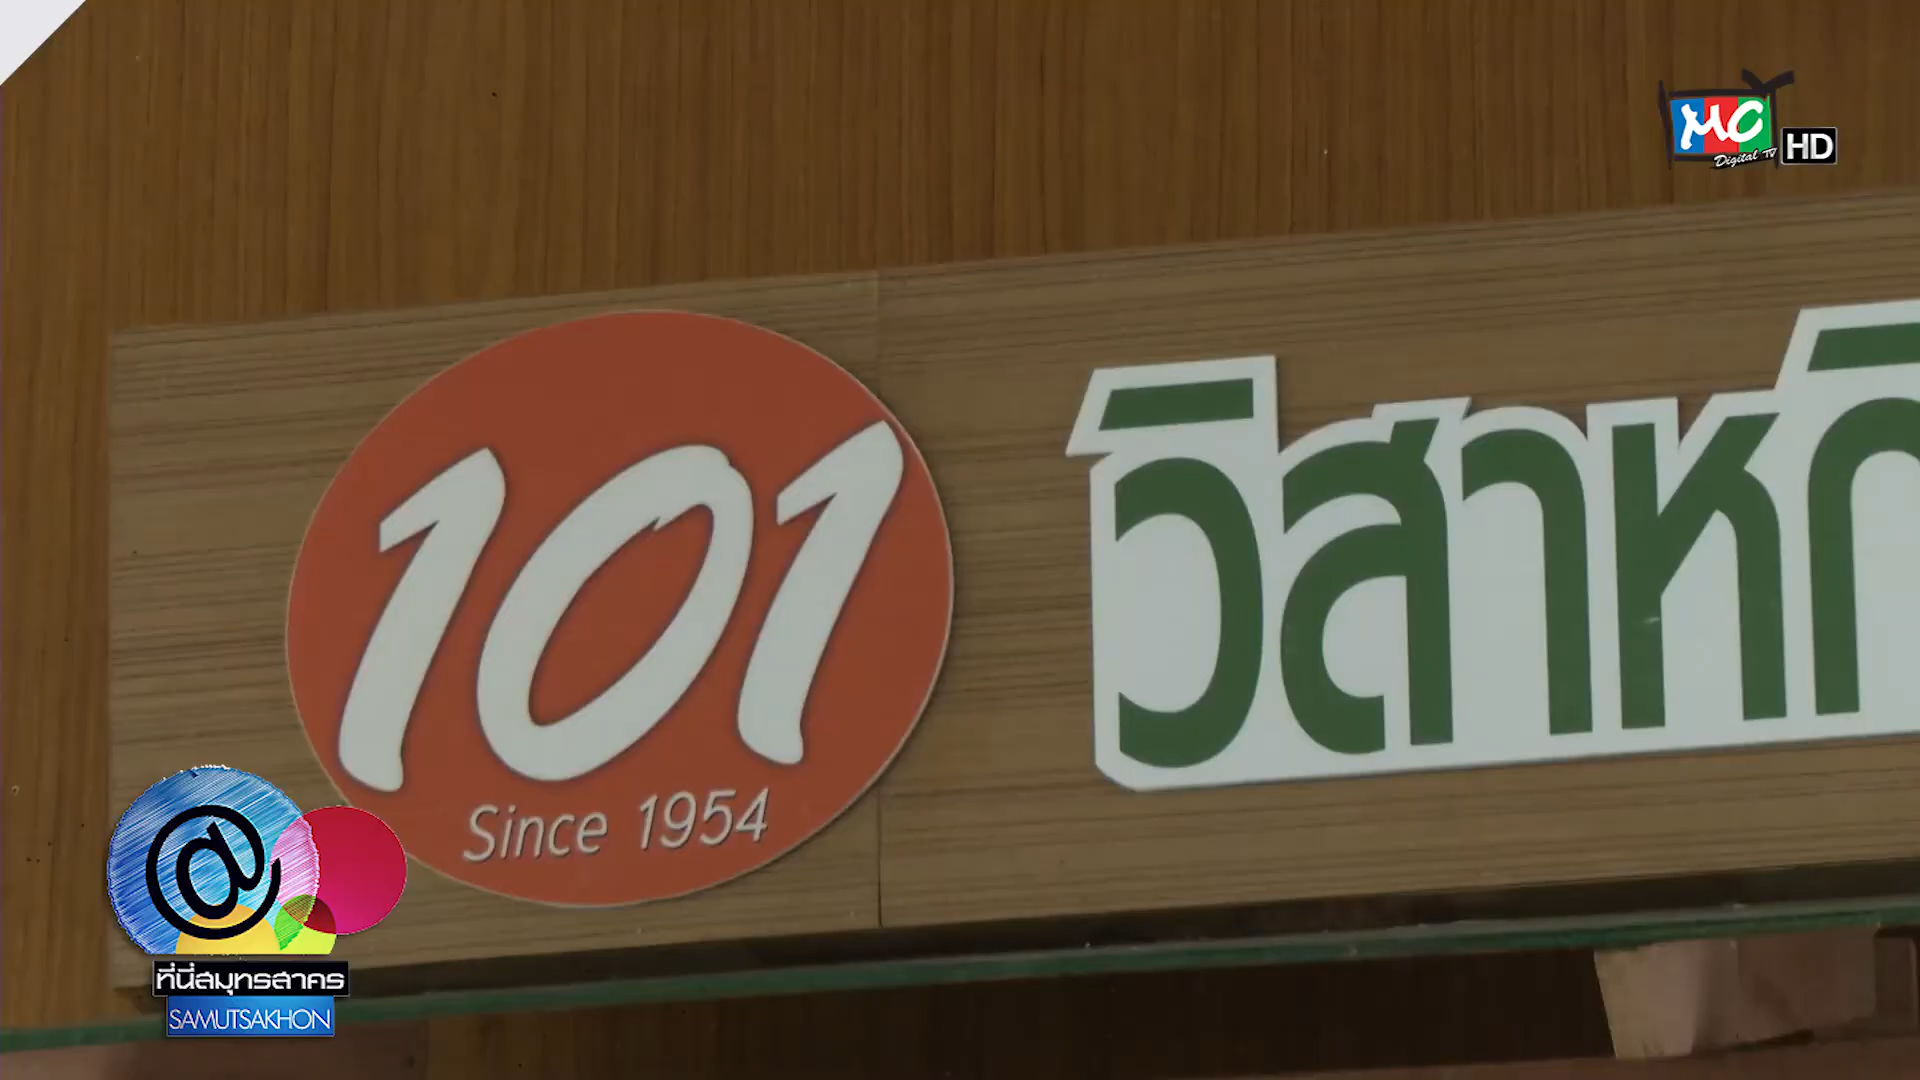 MC
Digital TV
HD
101
Since 1954
วิสาหกิ
@
ที่นี่สมุทรสาคร
SAMUTSAKHON